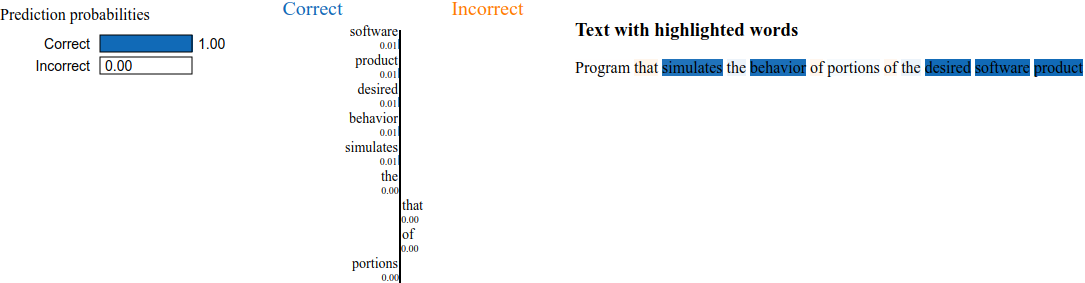 Prediction probabilities
Correct 1.00
Incorrect 0.00
Correct Incorrect
software
0.01
product
0.01
desired
0.01
behavior
0.01
simulates
0.01
the
0.00
that
0.00
of
0.00
portions
0.00
Text with highlighted words
Program that simulates the behavior of portions of the desired software product